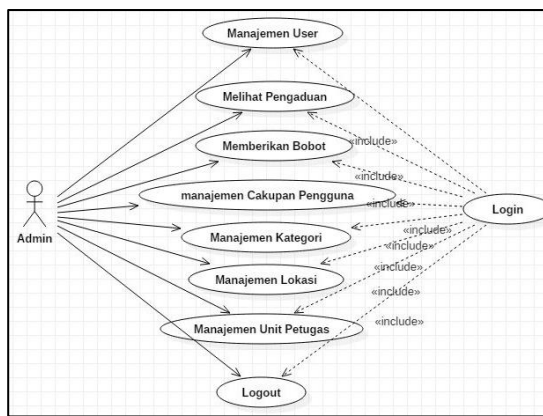 Manajemen User
Melihat Pengaduan
«include»
Memberikan Bobot
«include»
manajemen Cakupan Pengguna
«include»
Login
Admin
Manajemen Kategori
«include»
Manajemen Lokasi
«include»
«include»
Manajemen Unit Petugas
«include»
Logout